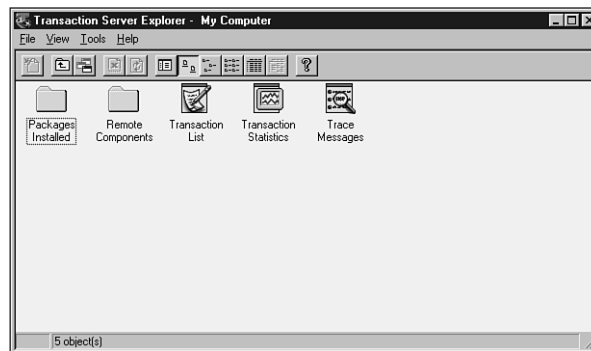 Transaction Server Explorer - My Computer
File View Tools Help
Packages Installed
Remote Components
Transaction List
Transaction Statistics
Trace Messages
5 object(s)